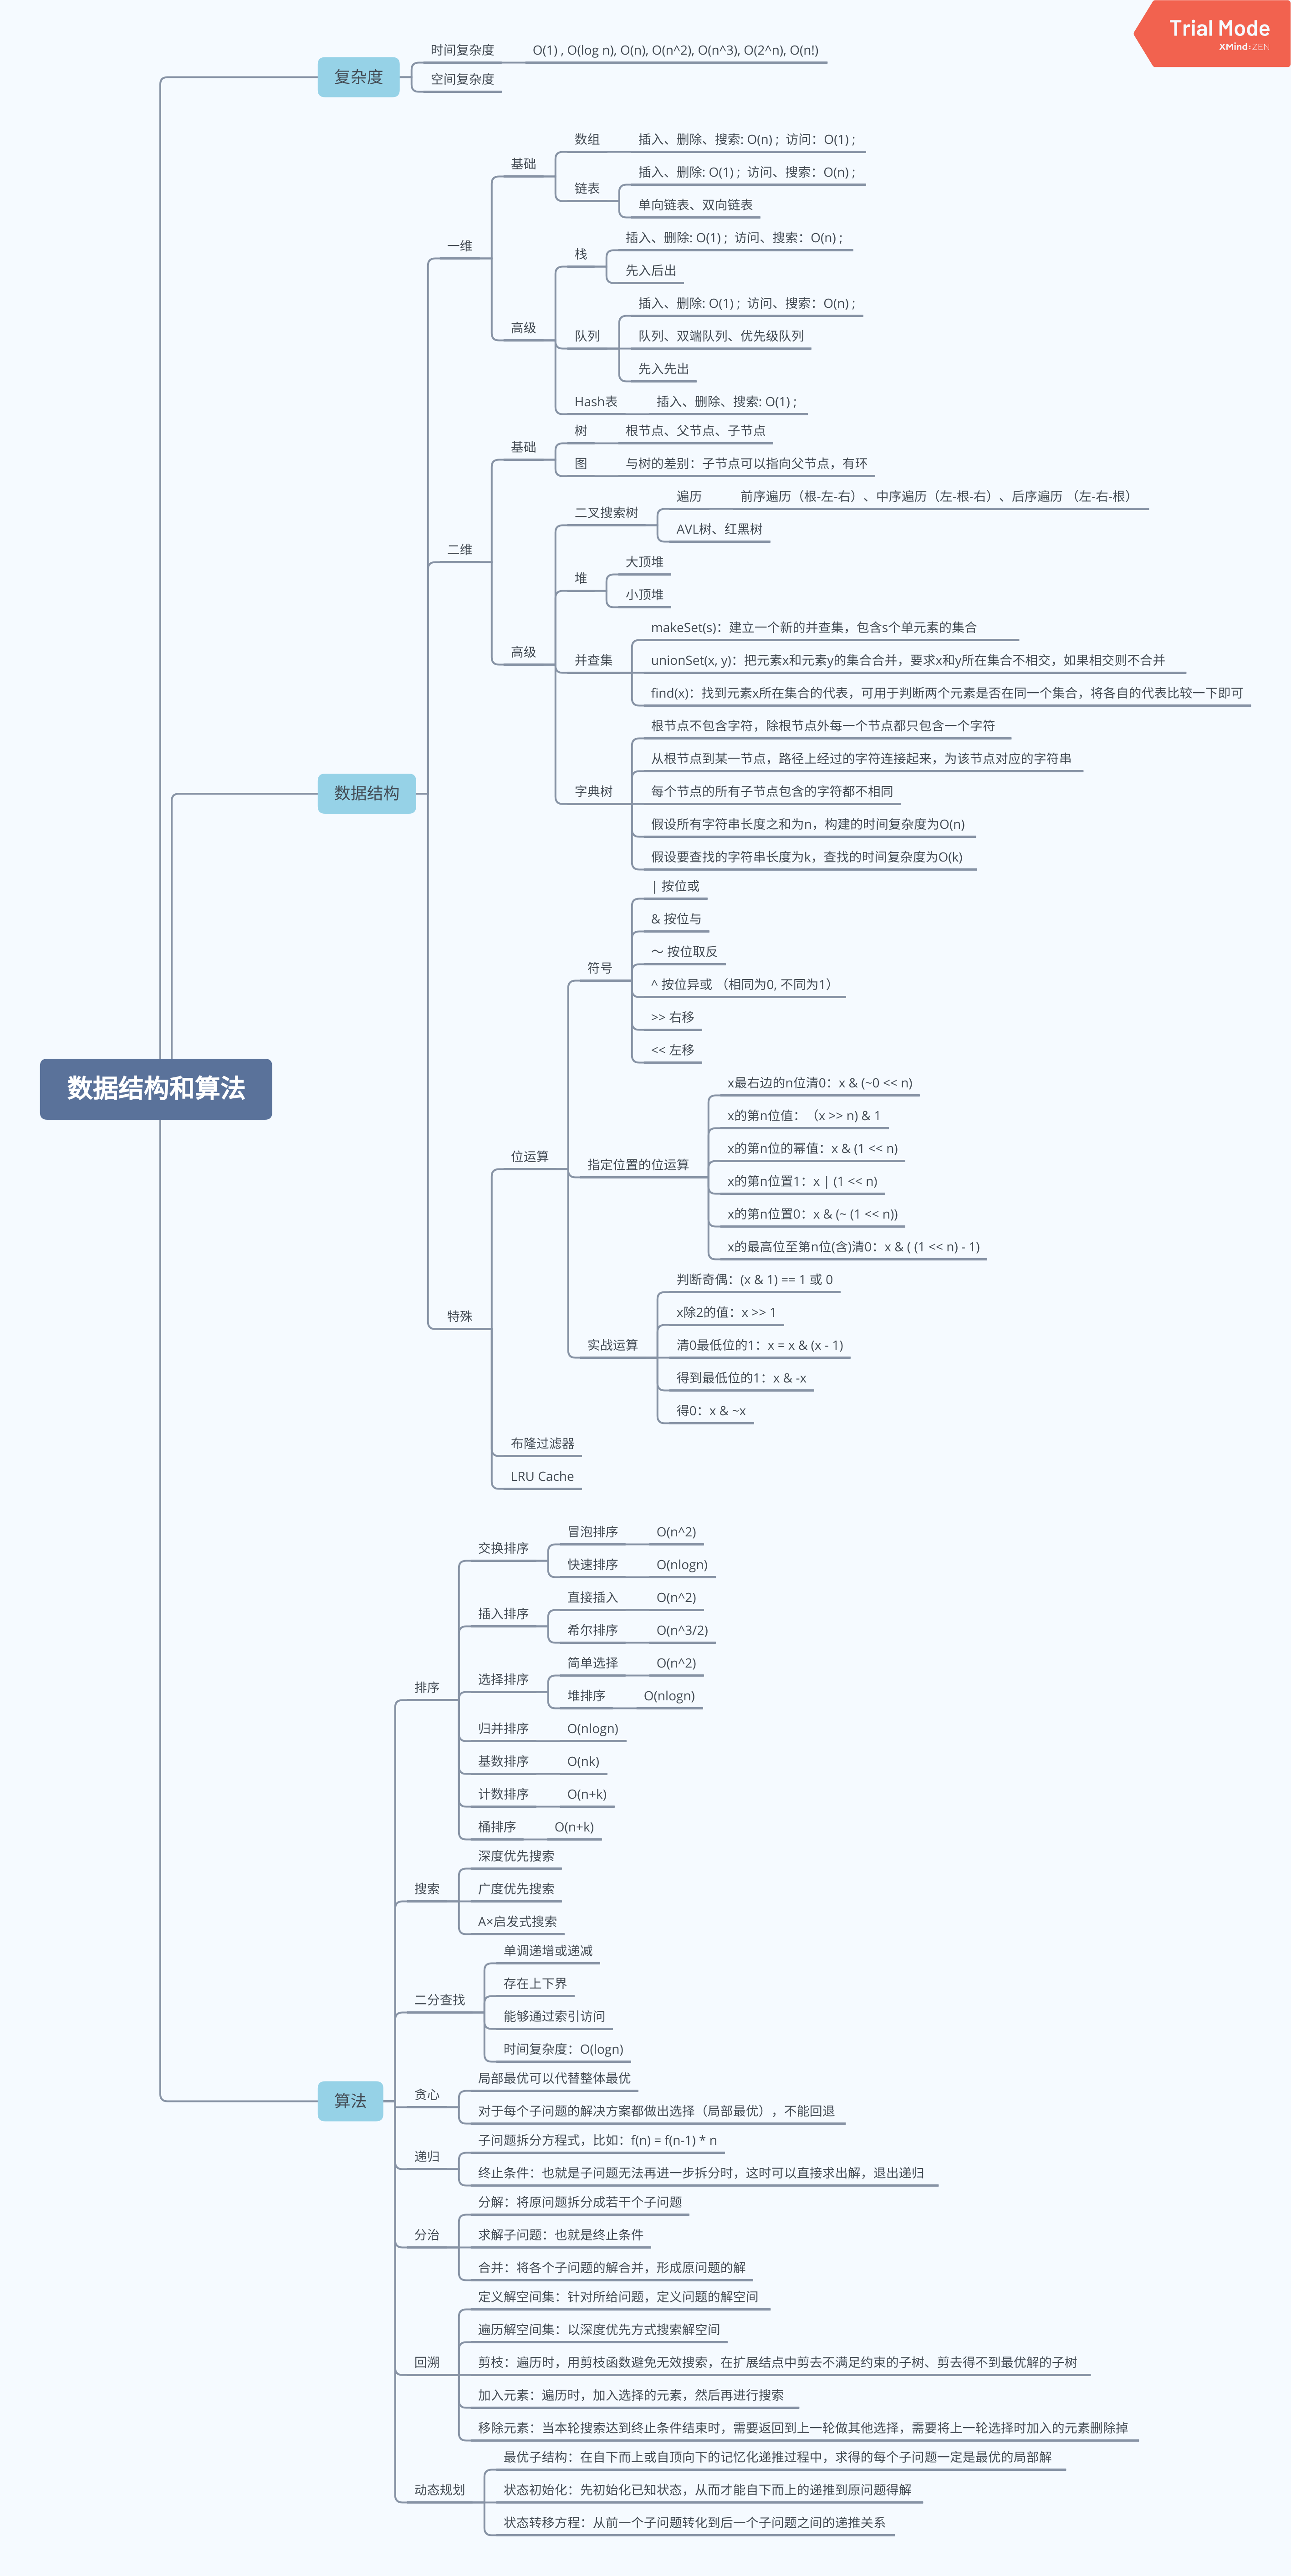 Trial Mode
XMind:ZEN
数据结构和算法
复杂度
时间复杂度
O(1) , O(log n), O(n), O(n^2), O(n^3), O(2^n), O(n!)
空间复杂度
数据结构
一维
基础
数组
插入、删除、搜索: O(n) ; 访问：O(1) ;
链表
插入、删除: O(1) ; 访问、搜索：O(n) ;
单向链表、双向链表
高级
栈
插入、删除: O(1) ; 访问、搜索：O(n) ;
先入后出
队列
插入、删除: O(1) ; 访问、搜索：O(n) ;
队列、双端队列、优先级队列
先入先出
Hash表
插入、删除、搜索: O(1) ;
二维
基础
树
根节点、父节点、子节点
图
与树的差别：子节点可以指向父节点，有环
高级
二叉搜索树
遍历
前序遍历（根-左-右）、中序遍历（左-根-右）、后序遍历 （左-右-根）
AVL树、红黑树
堆
大顶堆
小顶堆
并查集
makeSet(s)：建立一个新的并查集，包含s个单元素的集合
unionSet(x, y)：把元素x和元素y的集合合并，要求x和y所在集合不相交，如果相交则不合并
find(x)：找到元素x所在集合的代表，可用于判断两个元素是否在同一个集合，将各自的代表比较一下即可
字典树
根节点不包含字符，除根节点外每一个节点都只包含一个字符
从根节点到某一节点，路径上经过的字符连接起来，为该节点对应的字符串
每个节点的所有子节点包含的字符都不相同
假设所有字符串长度之和为n，构建的时间复杂度为O(n)
假设要查找的字符串长度为k，查找的时间复杂度为O(k)
特殊
位运算
符号
| 按位或
& 按位与
～ 按位取反
^ 按位异或 （相同为0, 不同为1）
>> 右移
<< 左移
指定位置的位运算
x最右边的n位清0：x & (~0 << n)
x的第n位值：（x >> n) & 1
x的第n位的幂值：x & (1 << n)
x的第n位置1：x | (1 << n)
x的第n位置0：x & (~ (1 << n))
x的最高位至第n位(含)清0：x & ( (1 << n) - 1)
实战运算
判断奇偶：(x & 1) == 1 或 0
x除2的值：x >> 1
清0最低位的1：x = x & (x - 1)
得到最低位的1：x & -x
得0：x & ~x
布隆过滤器
LRU Cache
算法
排序
交换排序
冒泡排序
O(n^2)
快速排序
O(nlogn)
插入排序
直接插入
O(n^2)
希尔排序
O(n^3/2)
选择排序
简单选择
O(n^2)
堆排序
O(nlogn)
归并排序
O(nlogn)
基数排序
O(nk)
计数排序
O(n+k)
桶排序
O(n+k)
搜索
深度优先搜索
广度优先搜索
A×启发式搜索
二分查找
单调递增或递减
存在上下界
能够通过索引访问
时间复杂度：O(logn)
贪心
局部最优可以代替整体最优
对于每个子问题的解决方案都做出选择（局部最优），不能回退
递归
子问题拆分方程式，比如：f(n) = f(n-1) * n
终止条件：也就是子问题无法再进一步拆分时，这时可以直接求出解，退出递归
分治
分解：将原问题拆分成若干个子问题
求解子问题：也就是终止条件
合并：将各个子问题的解合并，形成原问题的解
回溯
定义解空间集：针对所给问题，定义问题的解空间
遍历解空间集：以深度优先方式搜索解空间
剪枝：遍历时，用剪枝函数避免无效搜索，在扩展结点中剪去不满足约束的子树、剪去得不到最优解的子树
加入元素：遍历时，加入选择的元素，然后再进行搜索
移除元素：当本轮搜索达到终止条件结束时，需要返回到上一轮做其他选择，需要将上一轮选择时加入的元素删除掉
动态规划
最优子结构：在自下而上或自顶向下的记忆化递推过程中，求得的每个子问题一定是最优的局部解
状态初始化：先初始化已知状态，从而才能自下而上的递推到原问题得解
状态转移方程：从前一个子问题转化到后一个子问题之间的递推关系